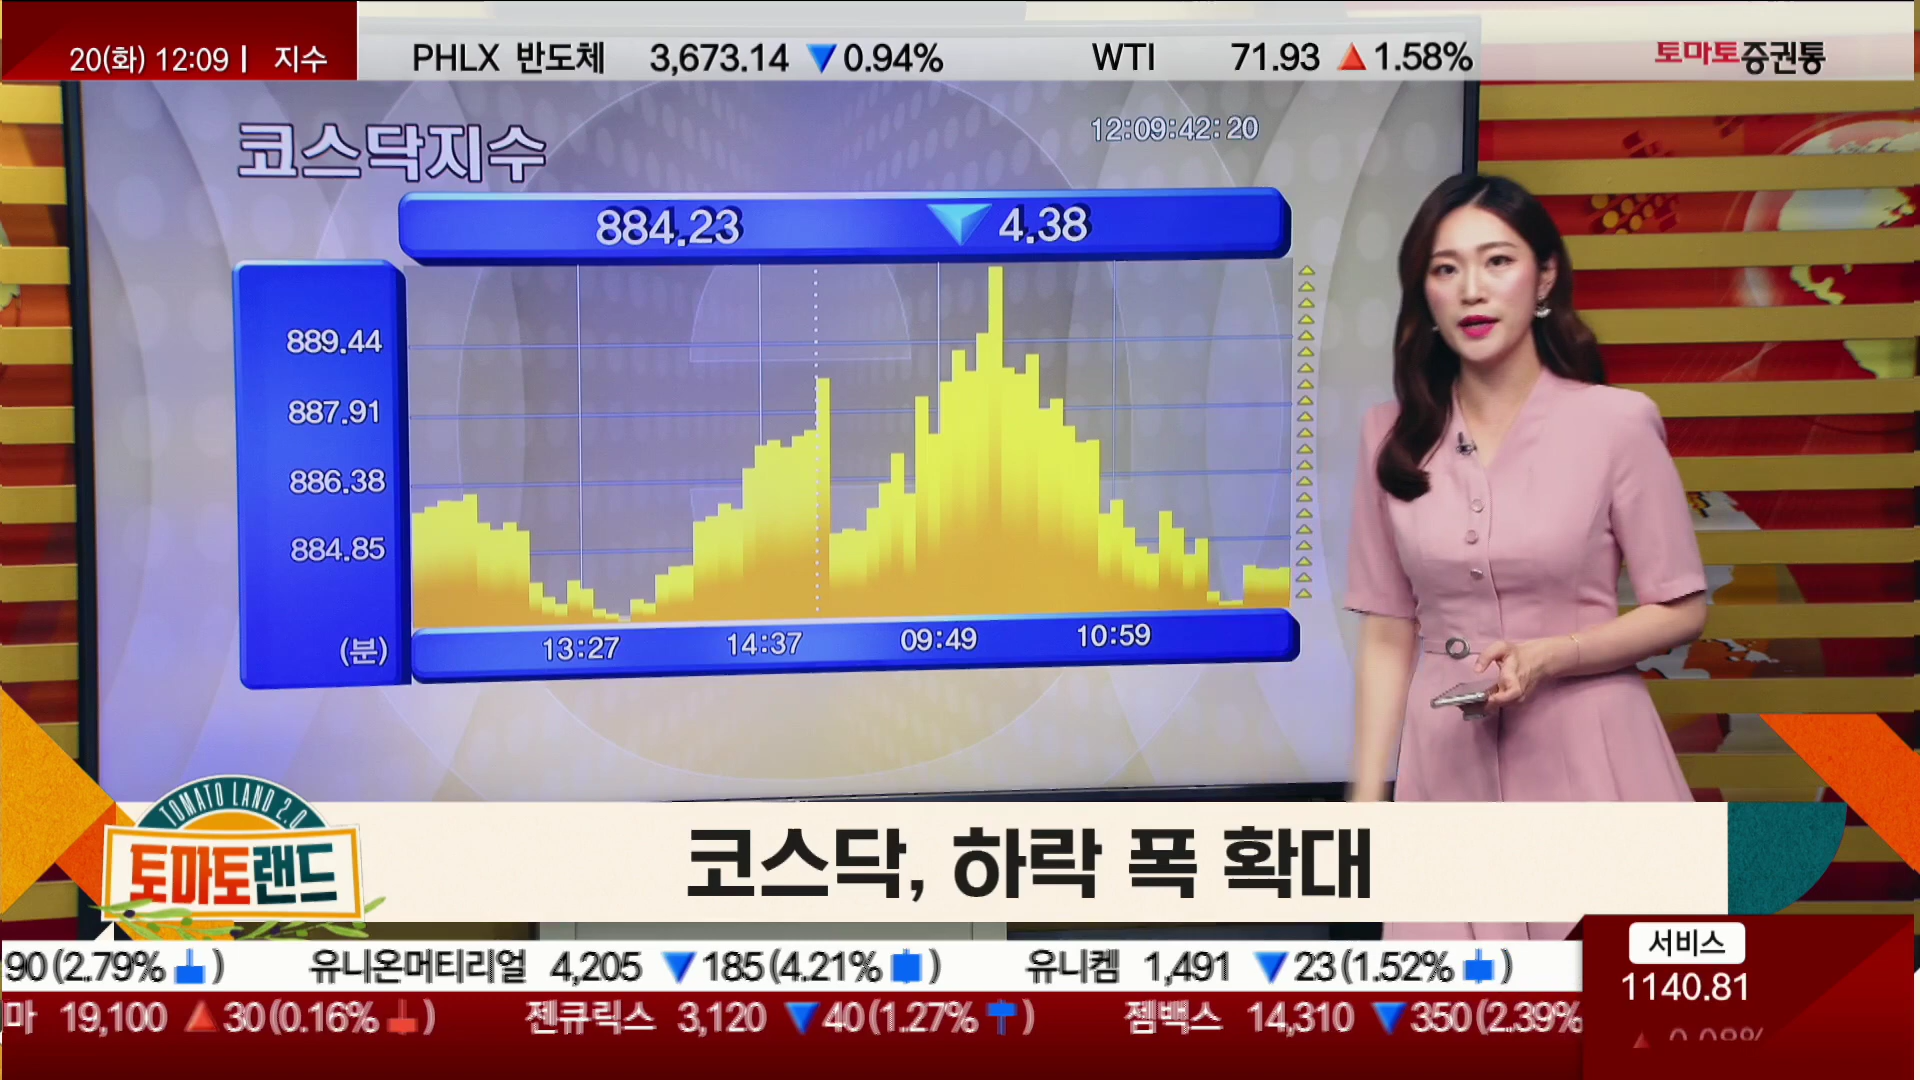 20(화) 12:09 | 지수
PHLX 반도체 3,673.14 ▼0.94% WTI 71.93 ▲1.58%
토마토증권통
코스닥지수
12:09:42:20
884.23 ▼ 4.38
889.44
887.91
886.38
884.85
(분)
13:27 14:37 09:49 10:59
TOMATO LAND 2.0
토마토랜드
코스닥, 하락 폭 확대
90(2.79% ) 유니온머티리얼 4,205 ▼185(4.21% ) 유니켐 1,491 ▼23(1.52% )
마 19,100 ▲30(0.16% ) 젠큐릭스 3,120 ▼40(1.27% ) 젬백스 14,310 ▼350(2.39%
서비스
1140.81